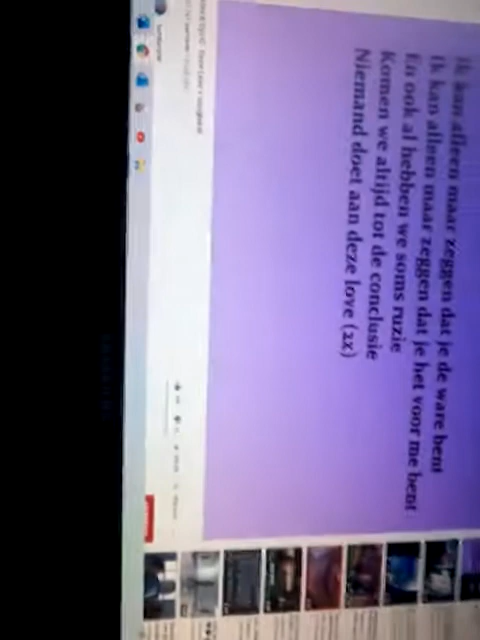 Ik kan alleen maar zeggen dat je de ware bent
Ik kan alleen maar zeggen dat je het voor me bent
En ook al hebben we soms ruzie
Komen we altijd tot de conclusie
Niemand doet aan deze love (2x)